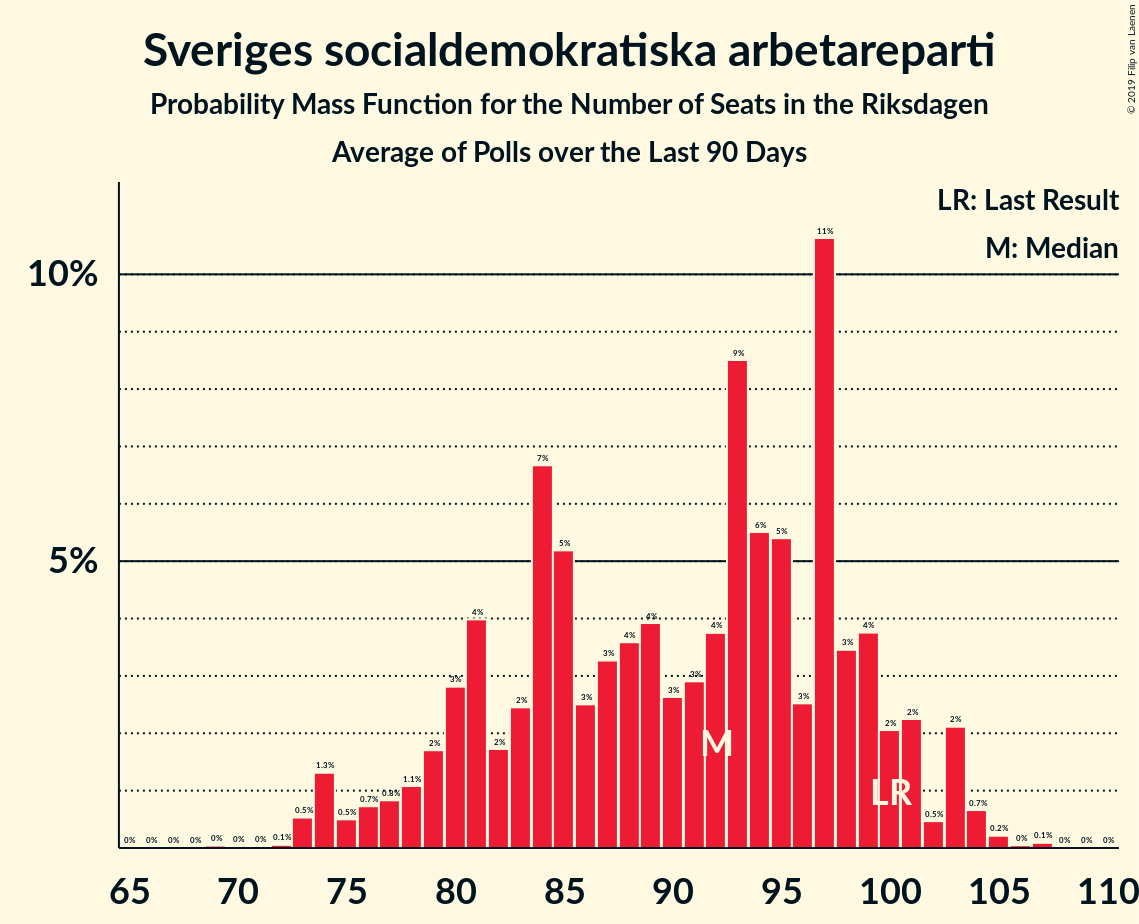 Sveriges socialdemokratiska arbetareparti
Probability Mass Function for the Number of Seats in the Riksdagen
Average of Polls over the Last 90 Days
© 2019 Filip van Laenen
LR: Last Result
M: Median
10%
5%
0% 0% 0% 0% 0% 0% 0% 0.1% 0.5% 1.3% 0.5% 0.7% 0.8% 1.1% 2% 3% 4% 2% 2% 7% 5% 3% 3% 4% 4% 3% 3% 4% 9% 6% 5% 3% 11% 3% 4% 2% 2% 0.5% 2% 0.7% 0.2% 0% 0.1% 0% 0% 0%
M
LR
65 70 75 80 85 90 95 100 105 110